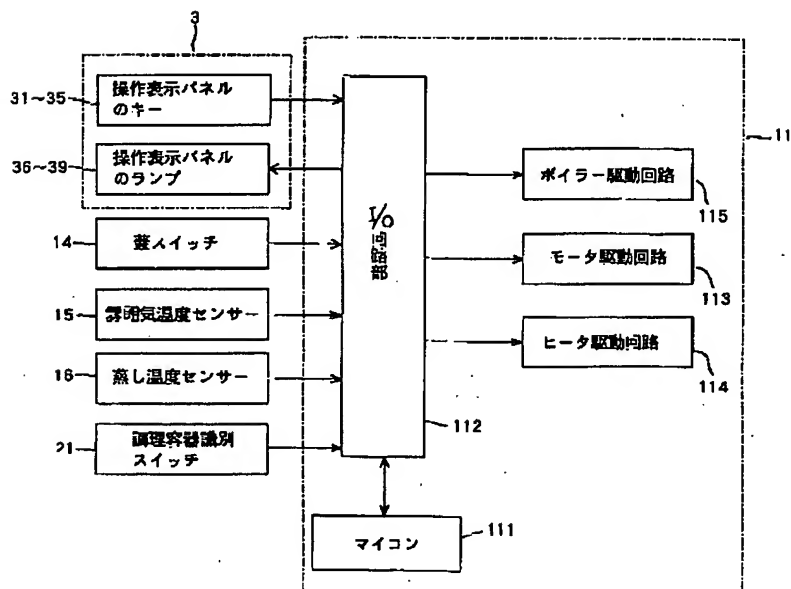 3
31〜35
操作表示パネル
のキー
36〜39
操作表示パネル
のランプ
14
蓋スイッチ
15
雰囲気温度センサー
16
蒸し温度センサー
21
調理容器識別
スイッチ
I/O
回路部
112
マイコン
111
11
ボイラー駆動回路
115
モータ駆動回路
113
ヒータ駆動回路
114